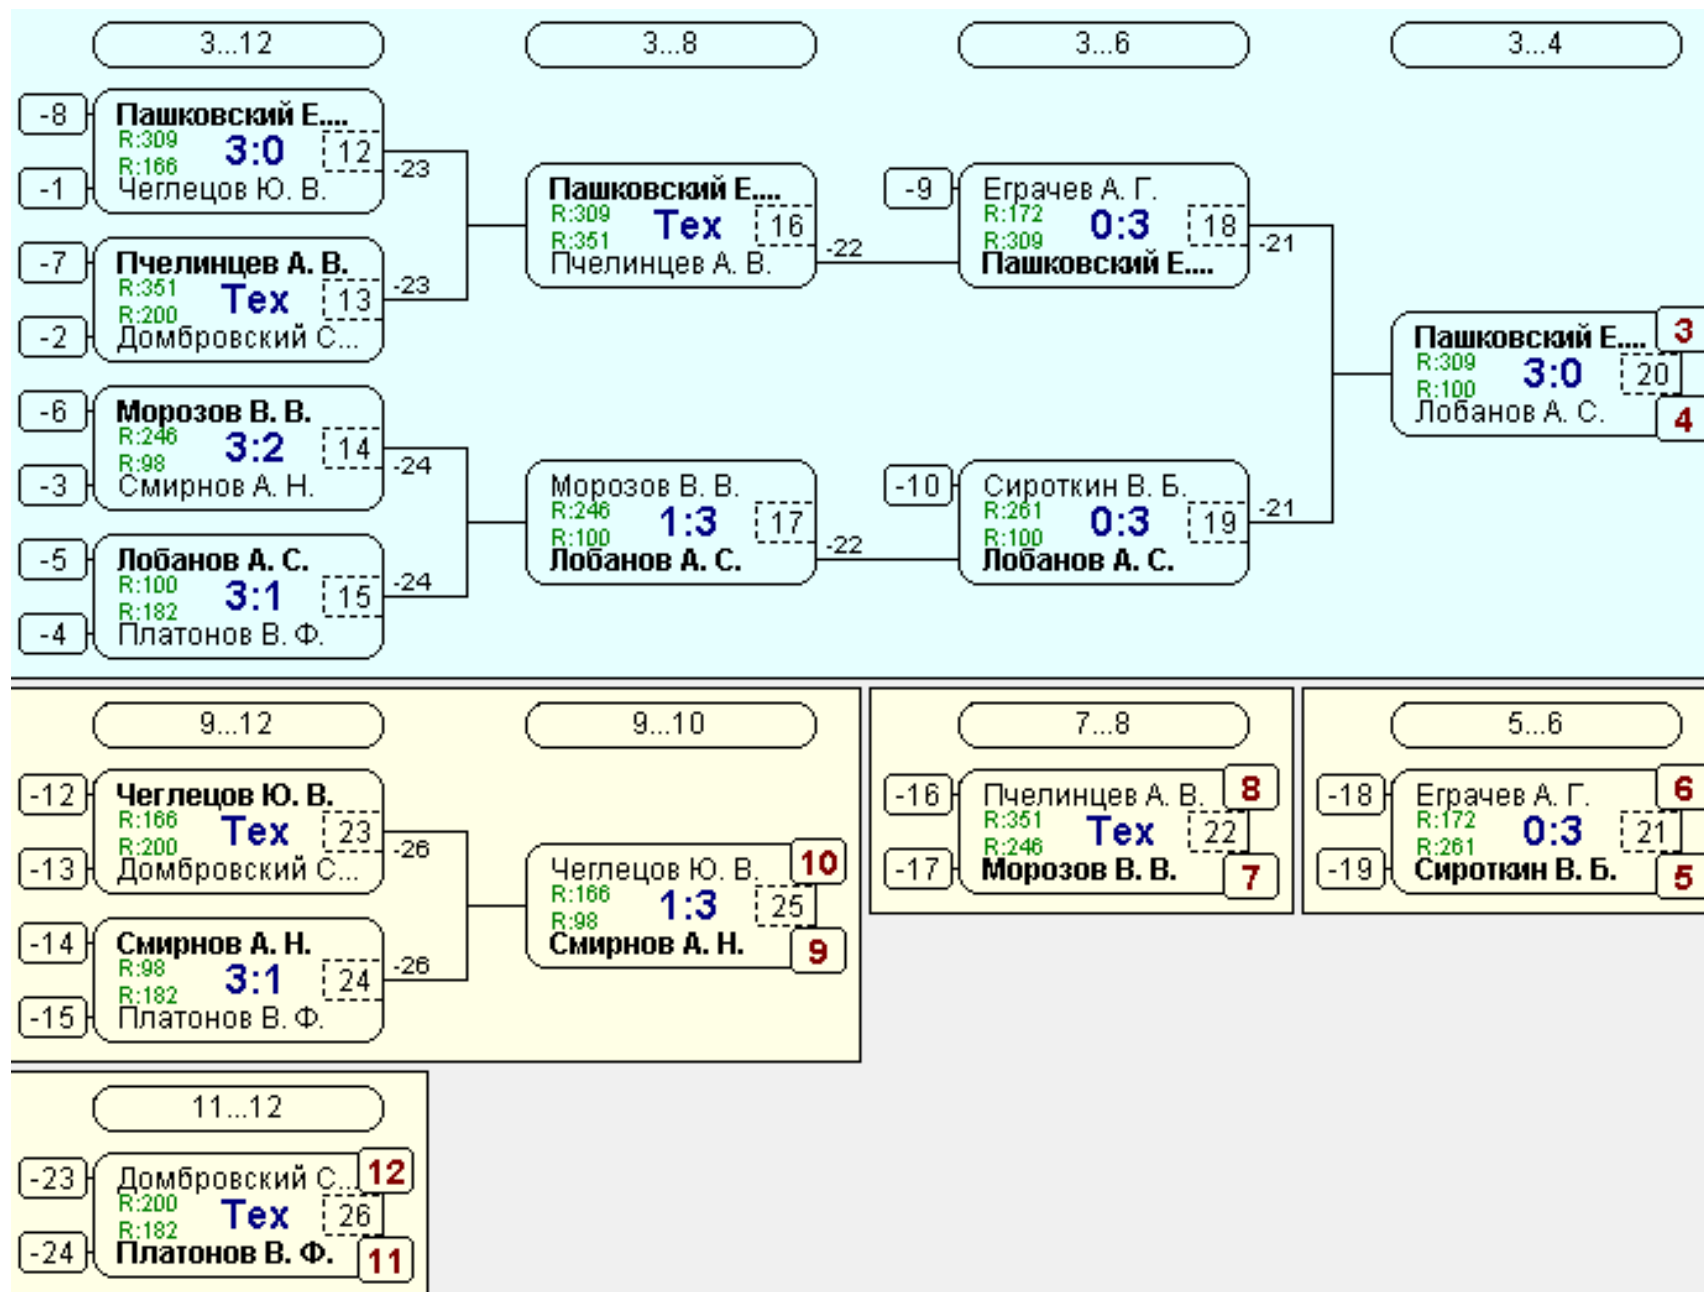 3...12
3...8
3...6
3...4
-8
Пашковский Е....
R:309
3:0
12
R:166
-1
Чеглецов Ю. В.
-23
-7
Пчелинцев А. В.
R:351
Тех
13
R:200
-2
Домбровский С...
-23
-6
Морозов В. В.
R:246
3:2
14
R:98
-3
Смирнов А. Н.
-24
-5
Лобанов А. С.
R:100
3:1
15
R:182
-4
Платонов В. Ф.
-24
Пашковский Е....
R:309
Тех
16
R:351
Пчелинцев А. В.
-22
Морозов В. В.
R:246
1:3
17
R:100
Лобанов А. С.
-22
-9
Еграчев А. Г.
R:172
0:3
18
R:309
Пашковский Е....
-21
-10
Сироткин В. Б.
R:261
0:3
19
R:100
Лобанов А. С.
-21
Пашковский Е....
3
R:309
3:0
20
R:100
Лобанов А. С.
4
9...12
9...10
-12
Чеглецов Ю. В.
R:166
Тех
23
R:200
-13
Домбровский С...
-26
-14
Смирнов А. Н.
R:98
3:1
24
R:182
-15
Платонов В. Ф.
-26
Чеглецов Ю. В.
10
R:166
1:3
25
R:98
Смирнов А. Н.
9
7...8
-16
Пчелинцев А. В.
8
R:351
Тех
22
R:246
-17
Морозов В. В.
7
5...6
-18
Еграчев А. Г.
6
R:172
0:3
21
R:261
-19
Сироткин В. Б.
5
11...12
-23
Домбровский С...
12
R:200
Тех
26
R:182
-24
Платонов В. Ф.
11